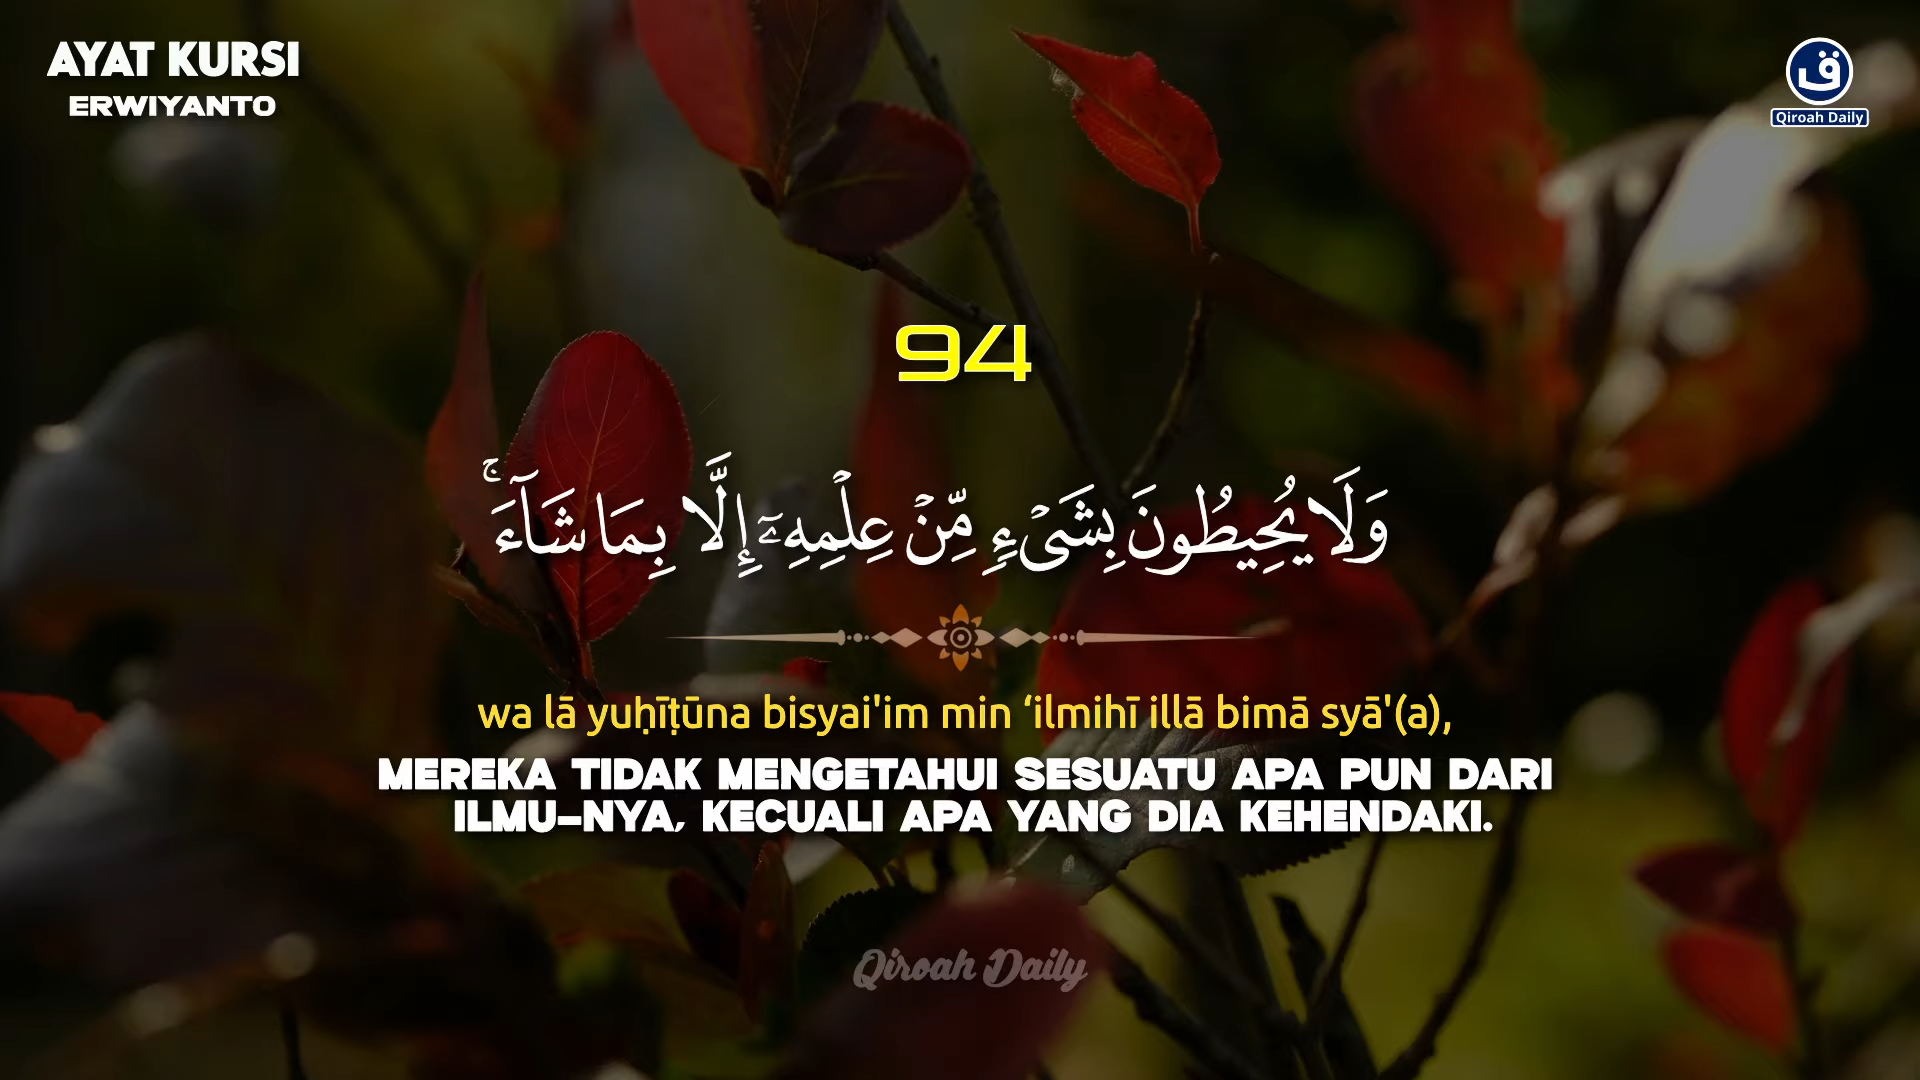 AYAT KURSI
ERWIYANTO
ق
Qiroah Daily
94
وَلَا يُحِيطُونَ بِشَىْءٍ مِّنْ عِلْمِهِۦٓ إِلَّا بِمَا شَآءَ ۚ
wa lā yuḥīṭūna bisyai'im min ‘ilmihī illā bimā syā'(a),
MEREKA TIDAK MENGETAHUI SESUATU APA PUN DARI
ILMU-NYA, KECUALI APA YANG DIA KEHENDAKI.
Qiroah Daily